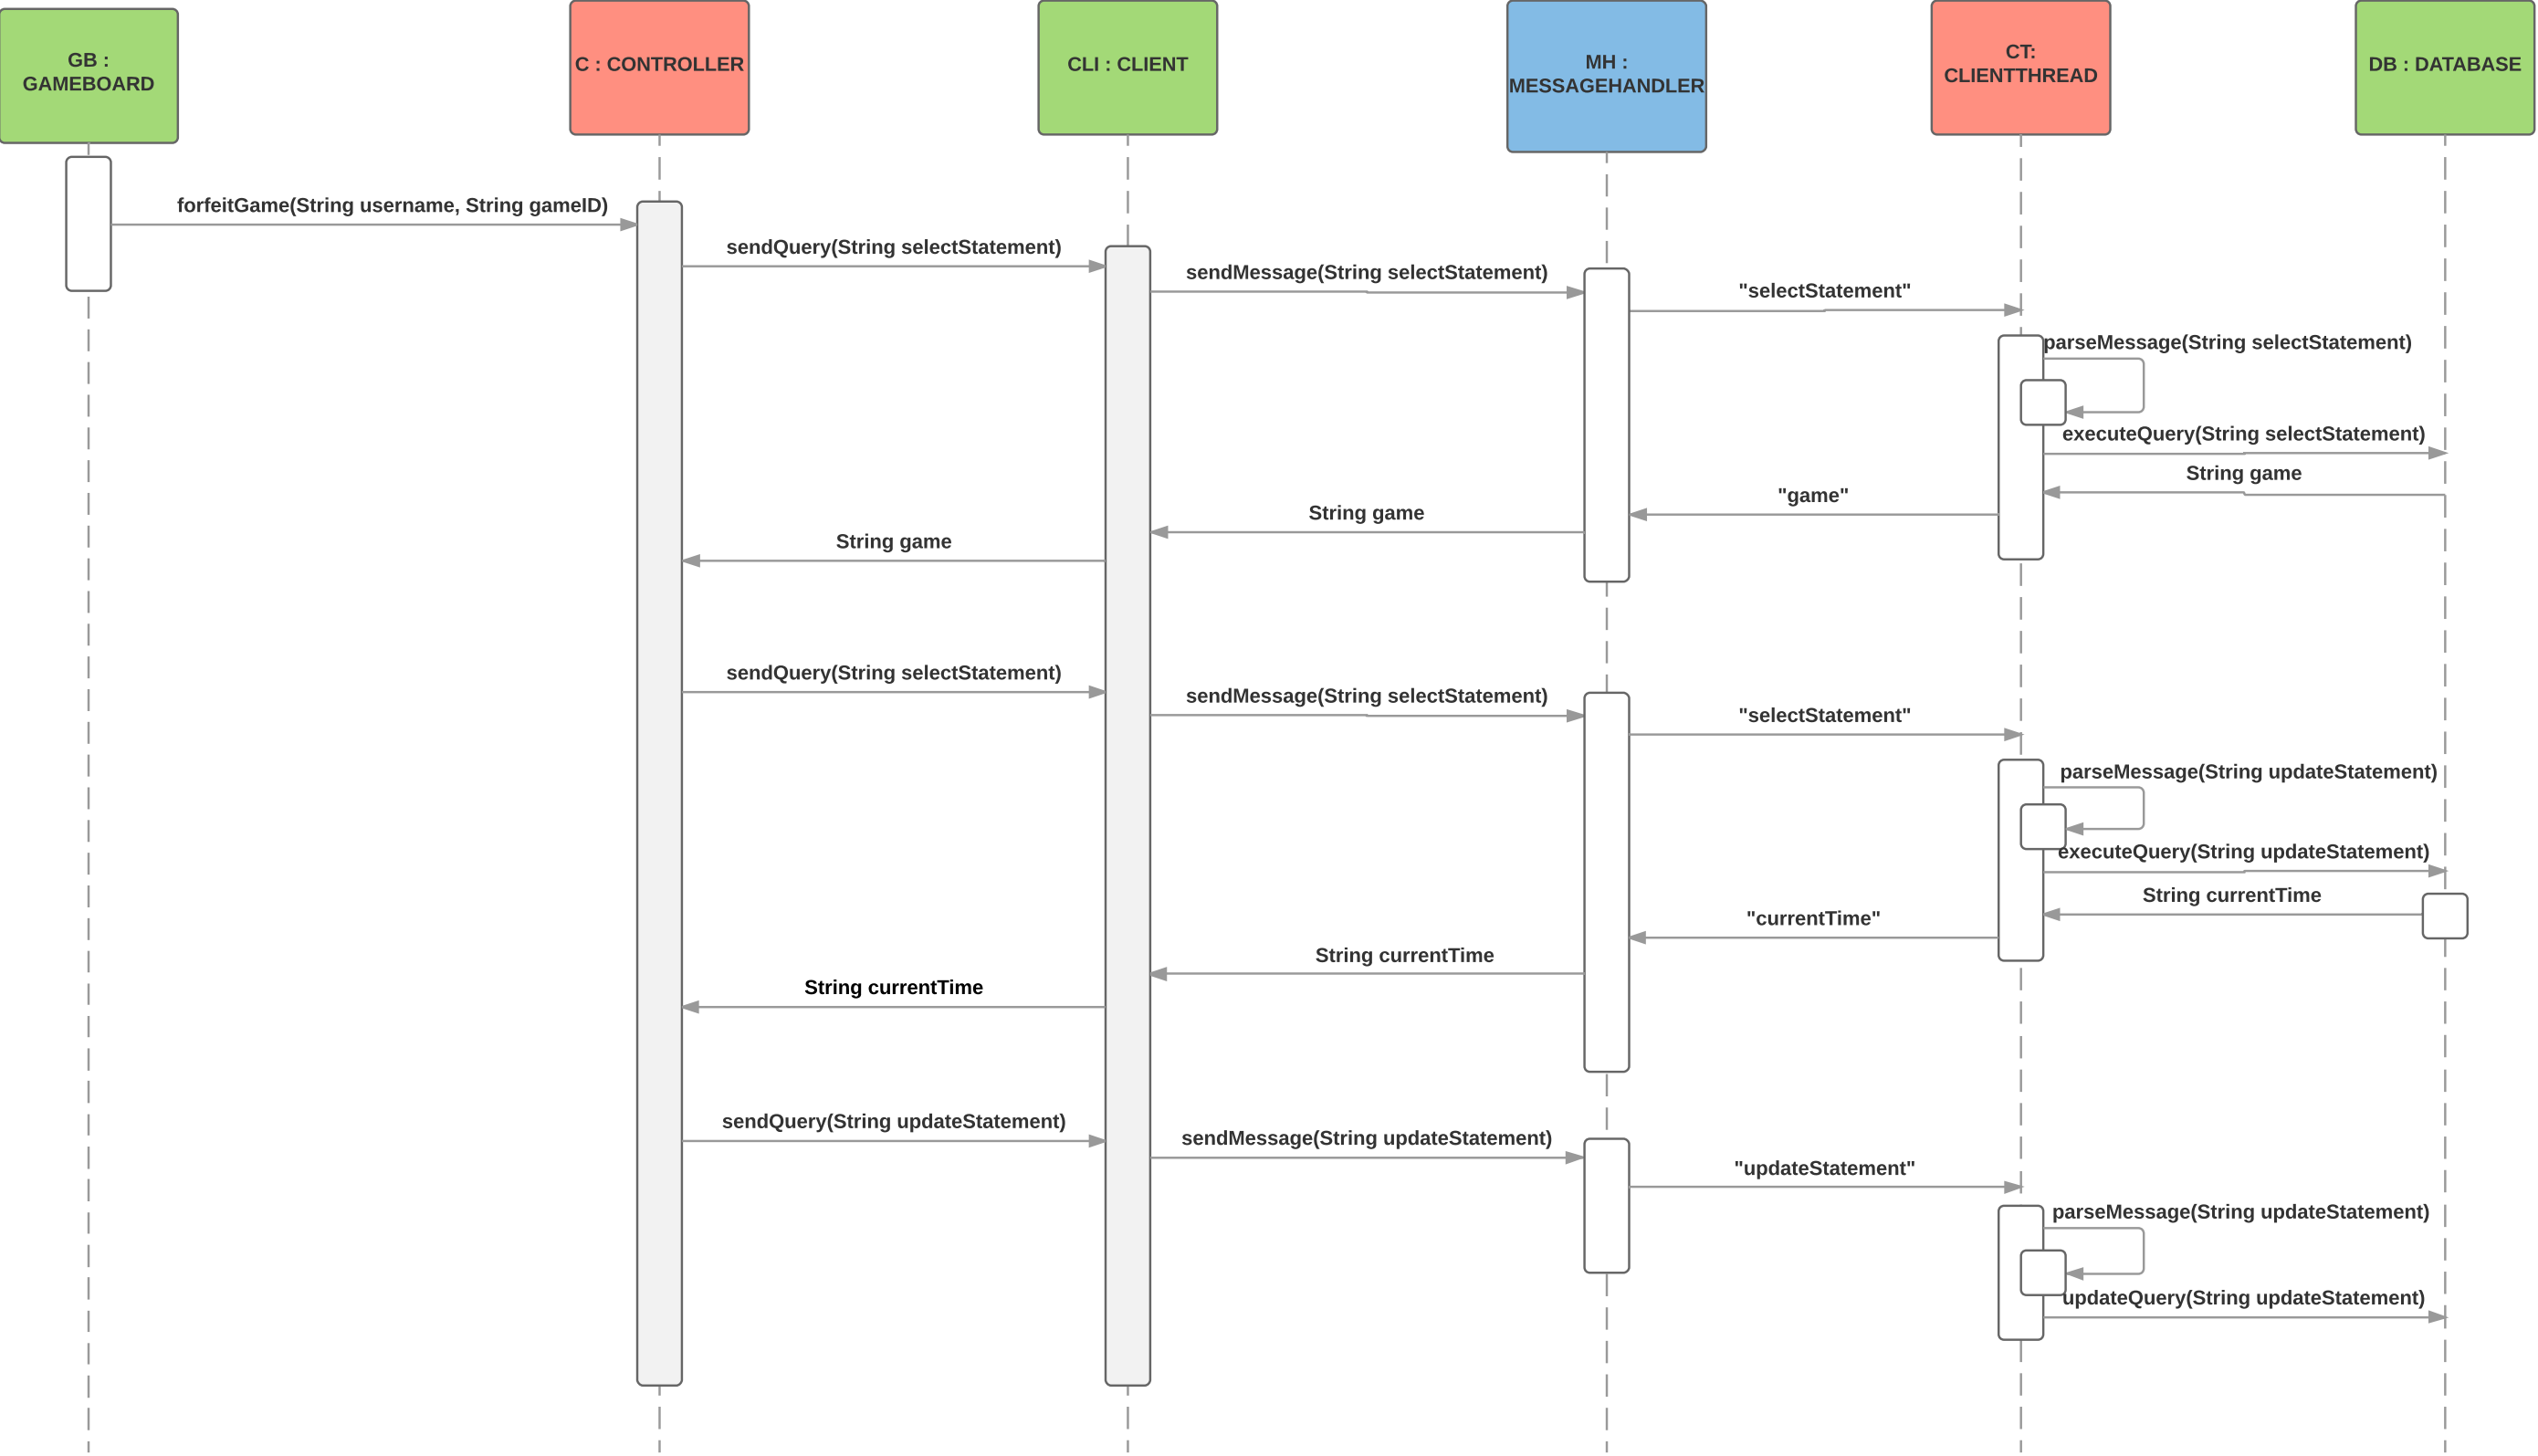 GB :
GAMEBOARD
C : CONTROLLER
CLI : CLIENT
MH :
MESSAGEHANDLER
CT:
CLIENTTHREAD
DB : DATABASE
forfeitGame(String username, String gameID)
sendQuery(String selectStatement)
sendMessage(String selectStatement)
"selectStatement"
parseMessage(String selectStatement)
executeQuery(String selectStatement)
String game
"game"
String game
String game
sendQuery(String selectStatement)
sendMessage(String selectStatement)
"selectStatement"
parseMessage(String updateStatement)
executeQuery(String updateStatement)
String currentTime
"currentTime"
String currentTime
String currentTime
sendQuery(String updateStatement)
sendMessage(String updateStatement)
"updateStatement"
parseMessage(String updateStatement)
updateQuery(String updateStatement)